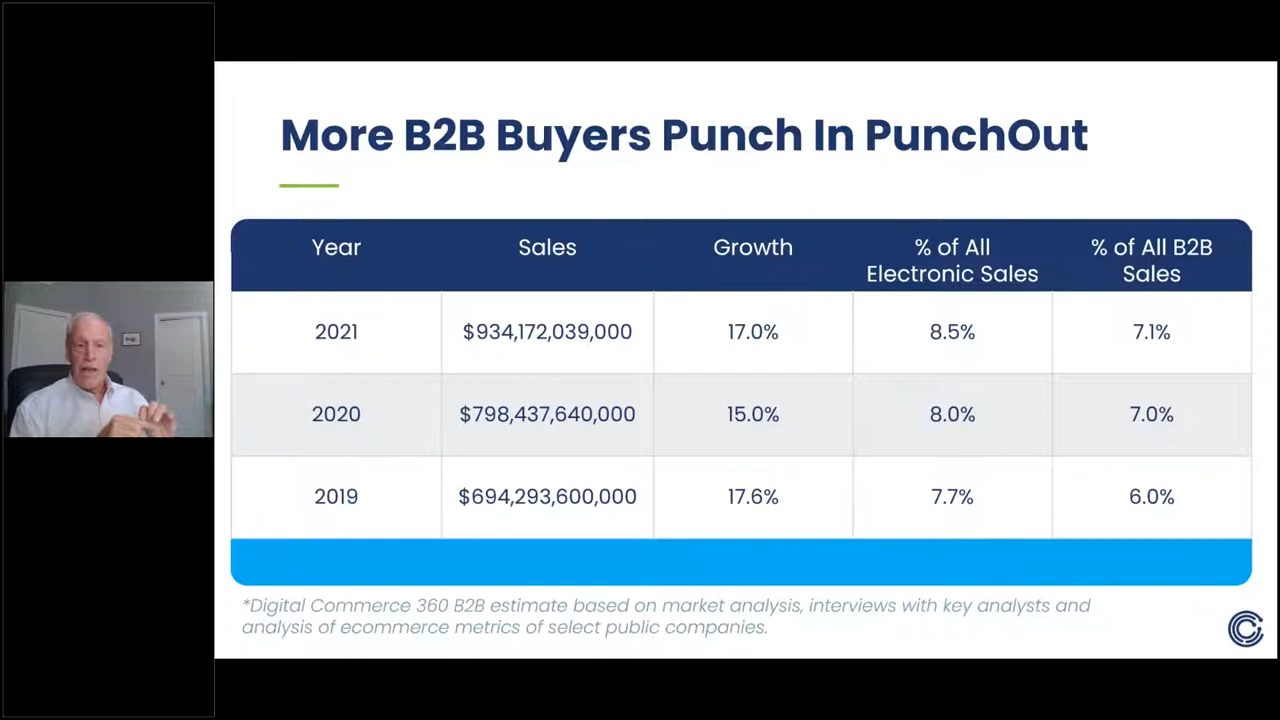 More B2B Buyers Punch In PunchOut
Year Sales Growth % of All Electronic Sales % of All B2B Sales
2021 $934,172,039,000 17.0% 8.5% 7.1%
2020 $798,437,640,000 15.0% 8.0% 7.0%
2019 $694,293,600,000 17.6% 7.7% 6.0%
*Digital Commerce 360 B2B estimate based on market analysis, interviews with key analysts and
analysis of ecommerce metrics of select public companies.